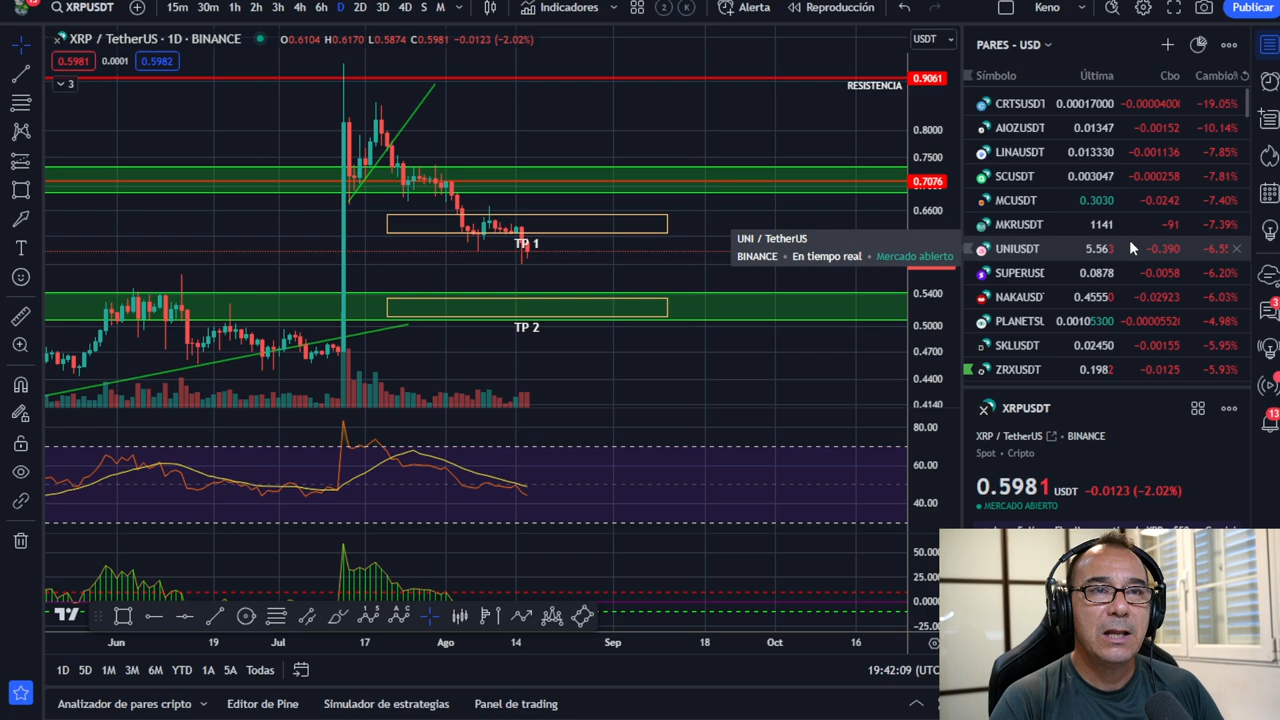 13
XRPUSDT
15m 30m 1h 2h 3h 4h 6h D 2D 3D 4D S M
Indicadores
2 K
Alerta
Reproducción
Keno
Publicar
XRP / TetherUS · 1D · BINANCE
O0.6104 H0.6170 L0.5874 C0.5981 −0.0123 (−2.02%)
0.5981 0.0001 0.5982
3
USDT
RESISTENCIA
0.9061
0.8000
0.7500
0.7076
0.6600
TP 1
0.5400
TP 2
0.5000
0.4700
0.4400
0.4140
80.00
60.00
40.00
50.000
25.000
0.0000
−25.00
UNI / TetherUS
BINANCE • En tiempo real • Mercado abierto
Jun 19 Jul 17 Ago 14 Sep 18 Oct 16
1D 5D 1M 3M 6M YTD 1A 5A Todas
19:42:09 (UTC
Analizador de pares cripto
Editor de Pine
Simulador de estrategias
Panel de trading
PARES - USD
Símbolo Última Cbo Cambio%
CRTSUSDT 0.00017000 −0.0000400 −19.05%
AIOZUSDT 0.01347 −0.00152 −10.14%
LINAUSDT 0.013330 −0.001136 −7.85%
SCUSDT 0.003047 −0.000258 −7.81%
MCUSDT 0.3030 −0.0242 −7.40%
MKRUSDT 1141 −91 −7.39%
UNIUSDT 5.563 −0.390 −6.55
SUPERUSD 0.0878 −0.0058 −6.20%
NAKAUSD 0.4550 −0.02923 −6.03%
PLANETSU 0.00105300 −0.0000552 −4.98%
SKLUSDT 0.02450 −0.00155 −5.95%
ZRXUSDT 0.1982 −0.0125 −5.93%
XRPUSDT
XRP / TetherUS BINANCE
Spot • Cripto
0.5981 USDT −0.0123 (−2.02%)
MERCADO ABIERTO
3
13